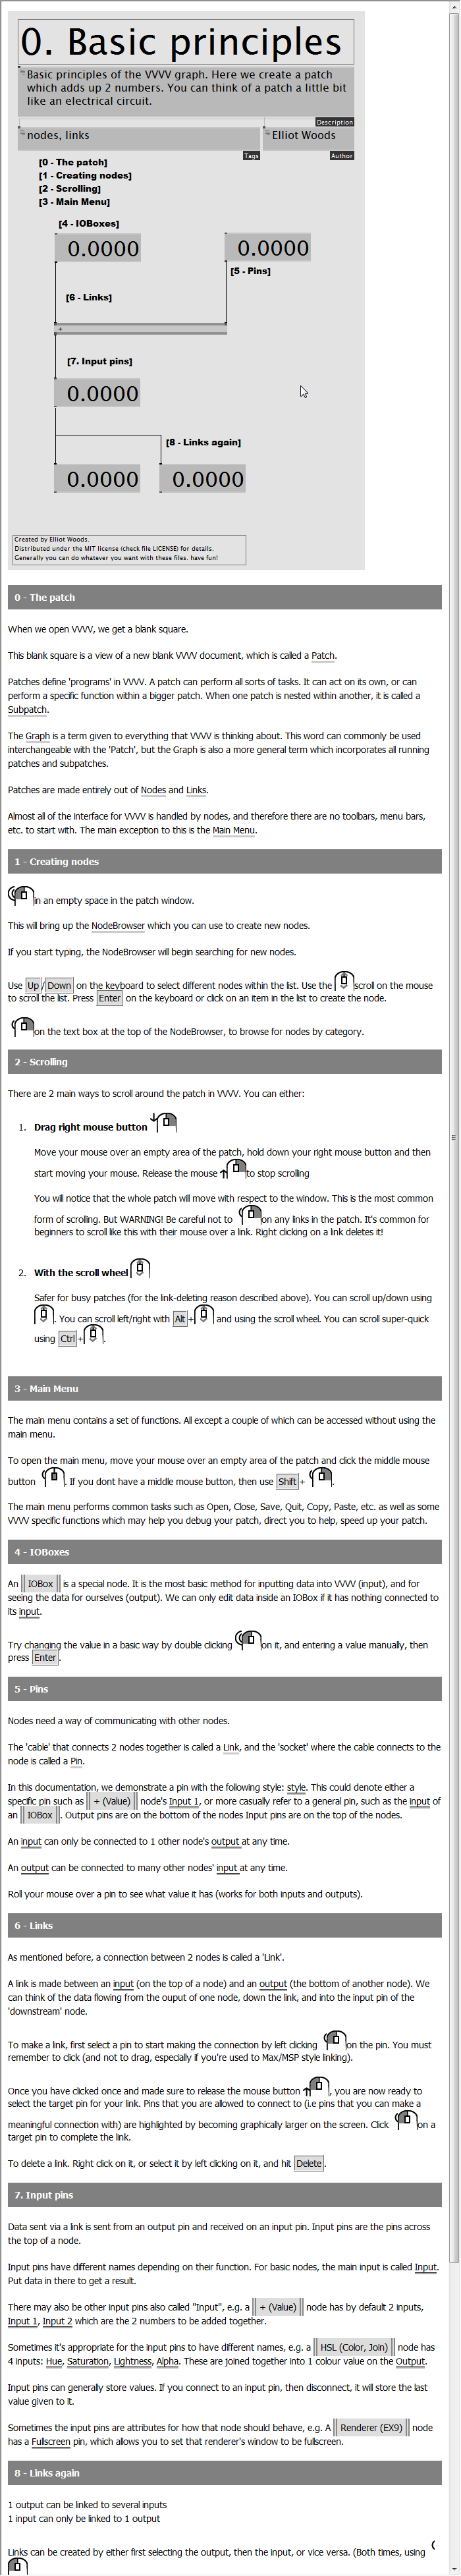 0. Basic principles
Basic principles of the VVVV graph. Here we create a patch
which adds up 2 numbers. You can think of a patch a little bit
like an electrical circuit.
Description
nodes, links
Elliot Woods
Tags
Author
[0 - The patch]
[1 - Creating nodes]
[2 - Scrolling]
[3 - Main Menu]
[4 - IOBoxes]
0.0000
0.0000
[5 - Pins]
[6 - Links]
+
[7. Input pins]
0.0000
[8 - Links again]
0.0000
0.0000
Created by Elliot Woods.
Distributed under the MIT license (check file LICENSE) for details.
Generally you can do whatever you want with these files. have fun!
0 - The patch
When we open VVVV, we get a blank square.
This blank square is a view of a new blank VVVV document, which is called a Patch.
Patches define 'programs' in VVVV. A patch can perform all sorts of tasks. It can act on its own, or can
perform a specific function within a bigger patch. When one patch is nested within another, it is called a
Subpatch.
The Graph is a term given to everything that VVVV is thinking about. This word can commonly be used
interchangeable with the 'Patch', but the Graph is also a more general term which incorporates all running
patches and subpatches.
Patches are made entirely out of Nodes and Links.
Almost all of the interface for VVVV is handled by nodes, and therefore there are no toolbars, menu bars,
etc. to start with. The main exception to this is the Main Menu.
1 - Creating nodes
in an empty space in the patch window.
This will bring up the NodeBrowser which you can use to create new nodes.
If you start typing, the NodeBrowser will begin searching for new nodes.
Use Up / Down on the keyboard to select different nodes within the list. Use the scroll on the mouse
to scroll the list. Press Enter on the keyboard or click on an item in the list to create the node.
on the text box at the top of the NodeBrowser, to browse for nodes by category.
2 - Scrolling
There are 2 main ways to scroll around the patch in VVVV. You can either:
1. Drag right mouse button
Move your mouse over an empty area of the patch, hold down your right mouse button and then
start moving your mouse. Release the mouse to stop scrolling
You will notice that the whole patch will move with respect to the window. This is the most common
form of scrolling. But WARNING! Be careful not to on any links in the patch. It's common for
beginners to scroll like this with their mouse over a link. Right clicking on a link deletes it!
2. With the scroll wheel
Safer for busy patches (for the link-deleting reason described above). You can scroll up/down using
. You can scroll left/right with Alt + and using the scroll wheel. You can scroll super-quick
using Ctrl + .
3 - Main Menu
The main menu contains a set of functions. All except a couple of which can be accessed without using the
main menu.
To open the main menu, move your mouse over an empty area of the patch and click the middle mouse
button . If you dont have a middle mouse button, then use Shift + .
The main menu performs common tasks such as Open, Close, Save, Quit, Copy, Paste, etc. as well as some
VVVV specific functions which may help you debug your patch, direct you to help, speed up your patch.
4 - IOBoxes
An IOBox is a special node. It is the most basic method for inputting data into VVVV (input), and for
seeing the data for ourselves (output). We can only edit data inside an IOBox if it has nothing connected to
its input.
Try changing the value in a basic way by double clicking on it, and entering a value manually, then
press Enter .
5 - Pins
Nodes need a way of communicating with other nodes.
The 'cable' that connects 2 nodes together is called a Link, and the 'socket' where the cable connects to the
node is called a Pin.
In this documentation, we demonstrate a pin with the following style: style. This could denote either a
specific pin such as + (Value) node's Input 1, or more casually refer to a general pin, such as the input of
an IOBox . Output pins are on the bottom of the nodes Input pins are on the top of the nodes.
An input can only be connected to 1 other node's output at any time.
An output can be connected to many other nodes' input at any time.
Roll your mouse over a pin to see what value it has (works for both inputs and outputs).
6 - Links
As mentioned before, a connection between 2 nodes is called a 'Link'.
A link is made between an input (on the top of a node) and an output (the bottom of another node). We
can think of the data flowing from the ouput of one node, down the link, and into the input pin of the
'downstream' node.
To make a link, first select a pin to start making the connection by left clicking on the pin. You must
remember to click (and not to drag, especially if you're used to Max/MSP style linking).
Once you have clicked once and made sure to release the mouse button , you are now ready to
select the target pin for your link. Pins that you are allowed to connect to (i.e pins that you can make a
meaningful connection with) are highlighted by becoming graphically larger on the screen. Click on a
target pin to complete the link.
To delete a link. Right click on it, or select it by left clicking on it, and hit Delete .
7. Input pins
Data sent via a link is sent from an output pin and received on an input pin. Input pins are the pins across
the top of a node.
Input pins have different names depending on their function. For basic nodes, the main input is called Input.
Put data in there to get a result.
There may also be other input pins also called "Input", e.g. a + (Value) node has by default 2 inputs,
Input 1, Input 2 which are the 2 numbers to be added together.
Sometimes it's appropriate for the input pins to have different names, e.g. a HSL (Color, Join) node has
4 inputs: Hue, Saturation, Lightness, Alpha. These are joined together into 1 colour value on the Output.
Input pins can generally store values. If you connect to an input pin, then disconnect, it will store the last
value given to it.
Sometimes the input pins are attributes for how that node should behave, e.g. A Renderer (EX9) node
has a Fullscreen pin, which allows you to set that renderer's window to be fullscreen.
8 - Links again
1 output can be linked to several inputs
1 input can only be linked to 1 output
Links can be created by either first selecting the output, then the input, or vice versa. (Both times, using